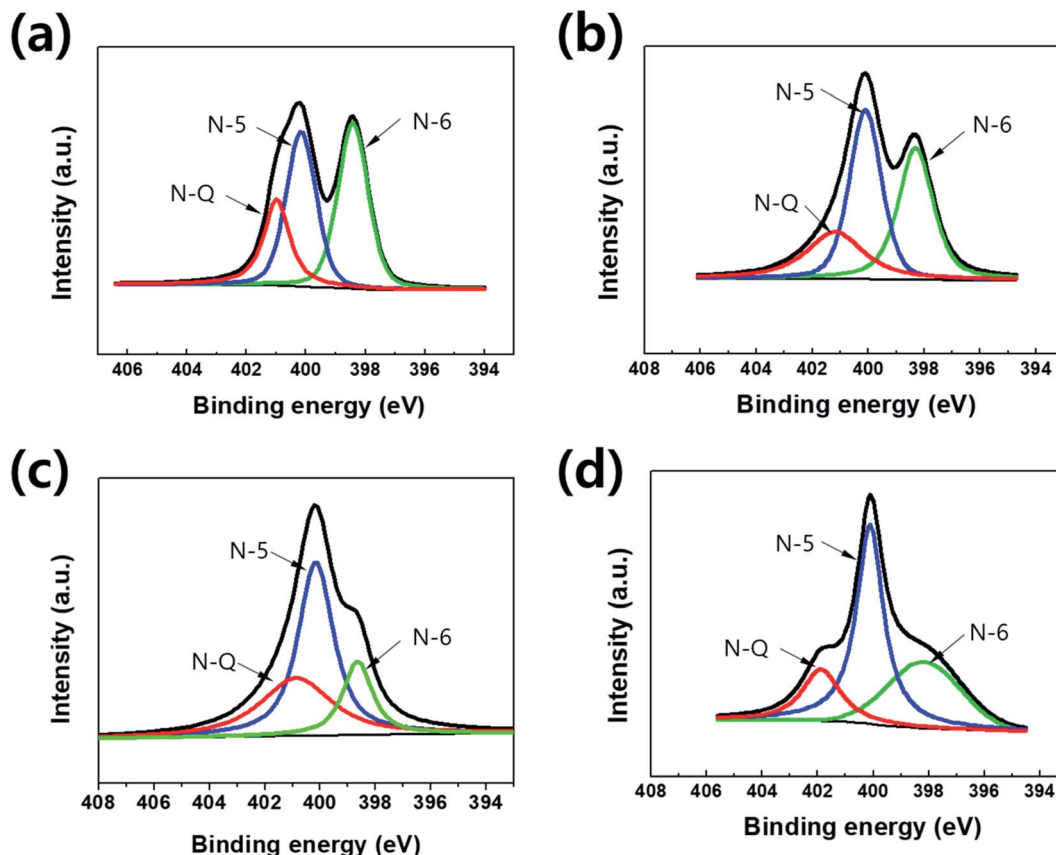 (a)
N-5
N-6
N-Q
Intensity (a.u.)
406 404 402 400 398 396 394
Binding energy (eV)
(b)
N-5
N-6
N-Q
Intensity (a.u.)
408 406 404 402 400 398 396 394
Binding energy (eV)
(c)
N-5
N-6
N-Q
Intensity (a.u.)
408 406 404 402 400 398 396 394
Binding energy (eV)
(d)
N-5
N-6
N-Q
Intensity (a.u.)
408 406 404 402 400 398 396 394
Binding energy (eV)